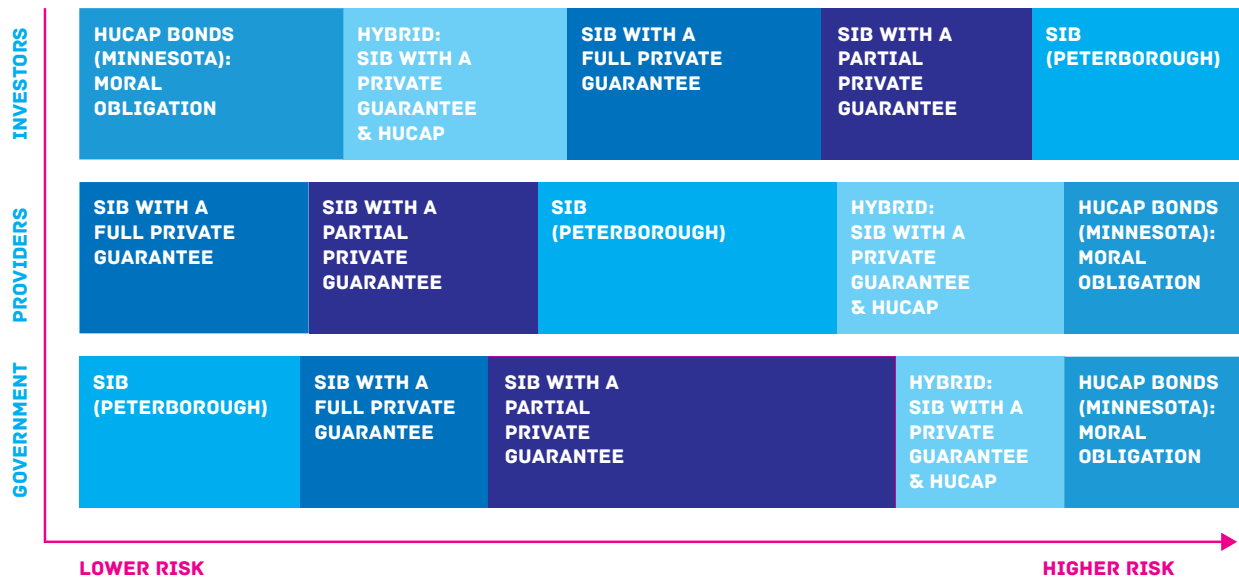 INVESTORS
HUCAP BONDS
(MINNESOTA):
MORAL
OBLIGATION
HYBRID:
SIB WITH A
PRIVATE
GUARANTEE
& HUCAP
SIB WITH A
FULL PRIVATE
GUARANTEE
SIB WITH A
PARTIAL
PRIVATE
GUARANTEE
SIB
(PETERBOROUGH)
PROVIDERS
SIB WITH A
FULL PRIVATE
GUARANTEE
SIB WITH A
PARTIAL
PRIVATE
GUARANTEE
SIB
(PETERBOROUGH)
HYBRID:
SIB WITH A
PRIVATE
GUARANTEE
& HUCAP
HUCAP BONDS
(MINNESOTA):
MORAL
OBLIGATION
GOVERNMENT
SIB
(PETERBOROUGH)
SIB WITH A
FULL PRIVATE
GUARANTEE
SIB WITH A
PARTIAL
PRIVATE
GUARANTEE
HYBRID:
SIB WITH A
PRIVATE
GUARANTEE
& HUCAP
HUCAP BONDS
(MINNESOTA):
MORAL
OBLIGATION
LOWER RISK
HIGHER RISK